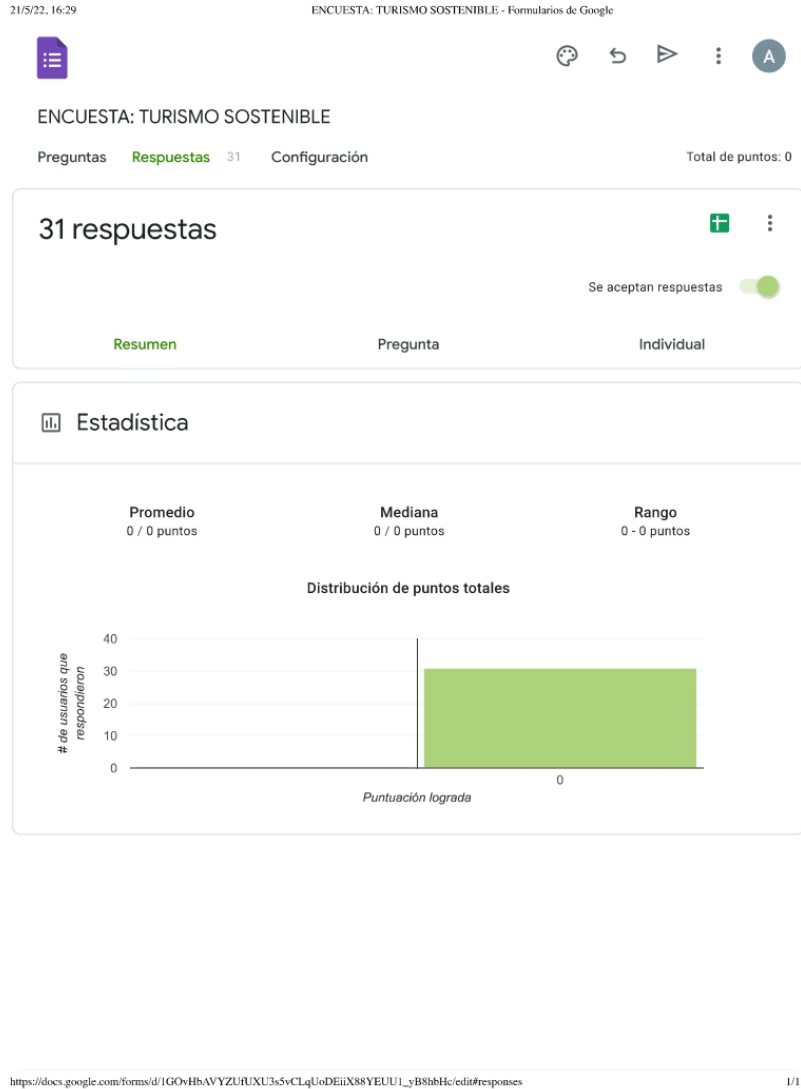 21/5/22, 16:29
ENCUESTA: TURISMO SOSTENIBLE - Formularios de Google
A
ENCUESTA: TURISMO SOSTENIBLE
Preguntas Respuestas 31 Configuración Total de puntos: 0
31 respuestas
Se aceptan respuestas
Resumen Pregunta Individual
Estadística
Promedio Mediana Rango
0 / 0 puntos 0 / 0 puntos 0 - 0 puntos
Distribución de puntos totales
40
30
20
10
0
# de usuarios que
respondieron
0
Puntuación lograda
https://docs.google.com/forms/d/1GOvHbAVYZUfUXU3s5vCLqUoDEiiX88YEUU1_yB8hbHc/edit#responses 1/1